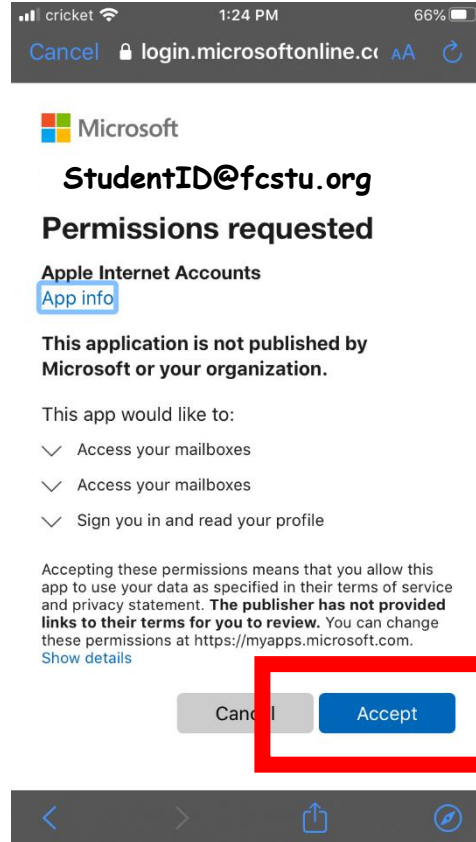 cricket 1:24 PM 66%
Cancel login.microsoftonline.cc AA
Microsoft
StudentID@fcstu.org
Permissions requested
Apple Internet Accounts
App info
This application is not published by
Microsoft or your organization.
This app would like to:
Access your mailboxes
Access your mailboxes
Sign you in and read your profile
Accepting these permissions means that you allow this
app to use your data as specified in their terms of service
and privacy statement. The publisher has not provided
links to their terms for you to review. You can change
these permissions at https://myapps.microsoft.com.
Show details
Cancel Accept